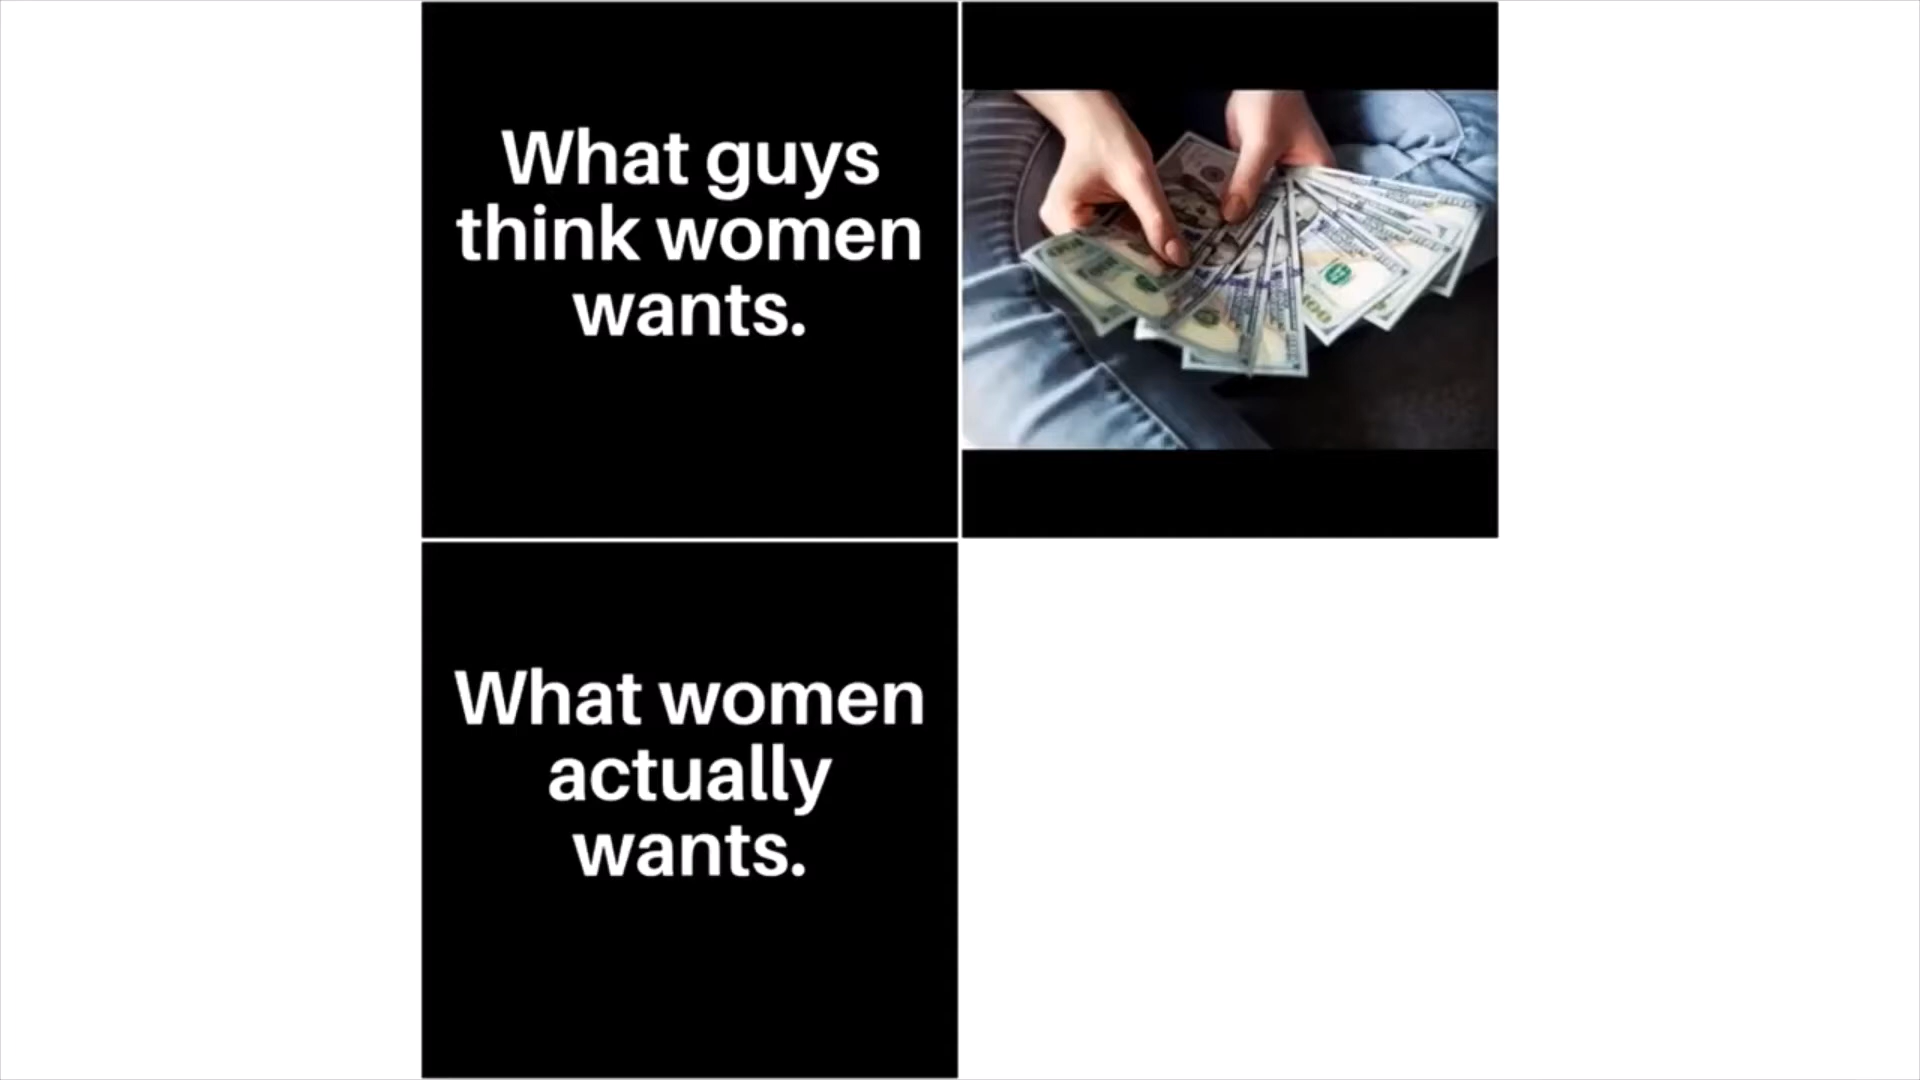 What guys
think women
wants.
What women
actually
wants.